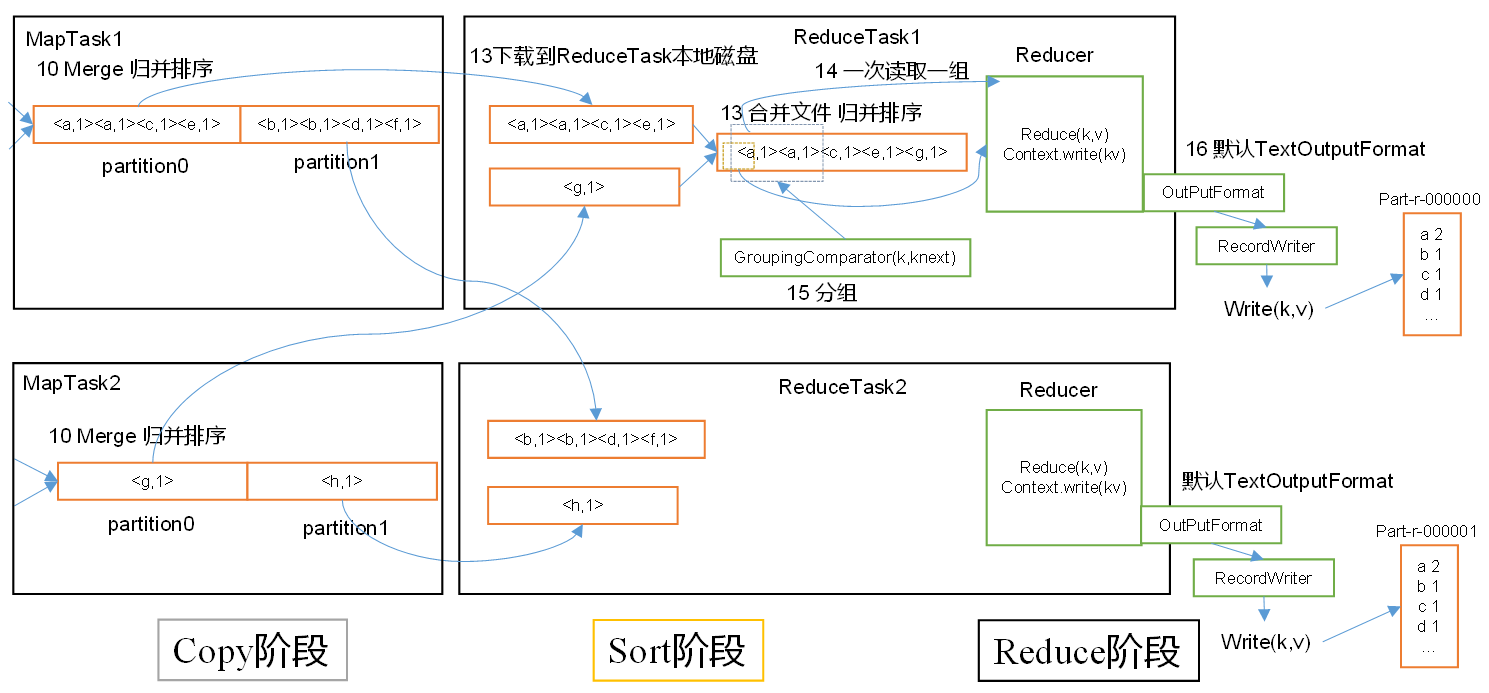 MapTask1
10 Merge 归并排序
<a,1><a,1><c,1><e,1>
<b,1><b,1><d,1><f,1>
partition0
partition1
ReduceTask1
13下载到ReduceTask本地磁盘
14 一次读取一组
Reducer
<a,1><a,1><c,1><e,1>
13 合并文件 归并排序
<a,1><a,1><c,1><e,1><g,1>
<g,1>
Reduce(k,v)
Context.write(kv)
GroupingComparator(k,knext)
15 分组
16 默认TextOutputFormat
OutPutFormat
RecordWriter
Write(k,v)
Part-r-000000
a 2
b 1
c 1
d 1
...
MapTask2
10 Merge 归并排序
<g,1>
<h,1>
partition0
partition1
ReduceTask2
Reducer
<b,1><b,1><d,1><f,1>
<h,1>
Reduce(k,v)
Context.write(kv)
默认TextOutputFormat
OutPutFormat
RecordWriter
Write(k,v)
Part-r-000001
a 2
b 1
c 1
d 1
...
Copy阶段
Sort阶段
Reduce阶段